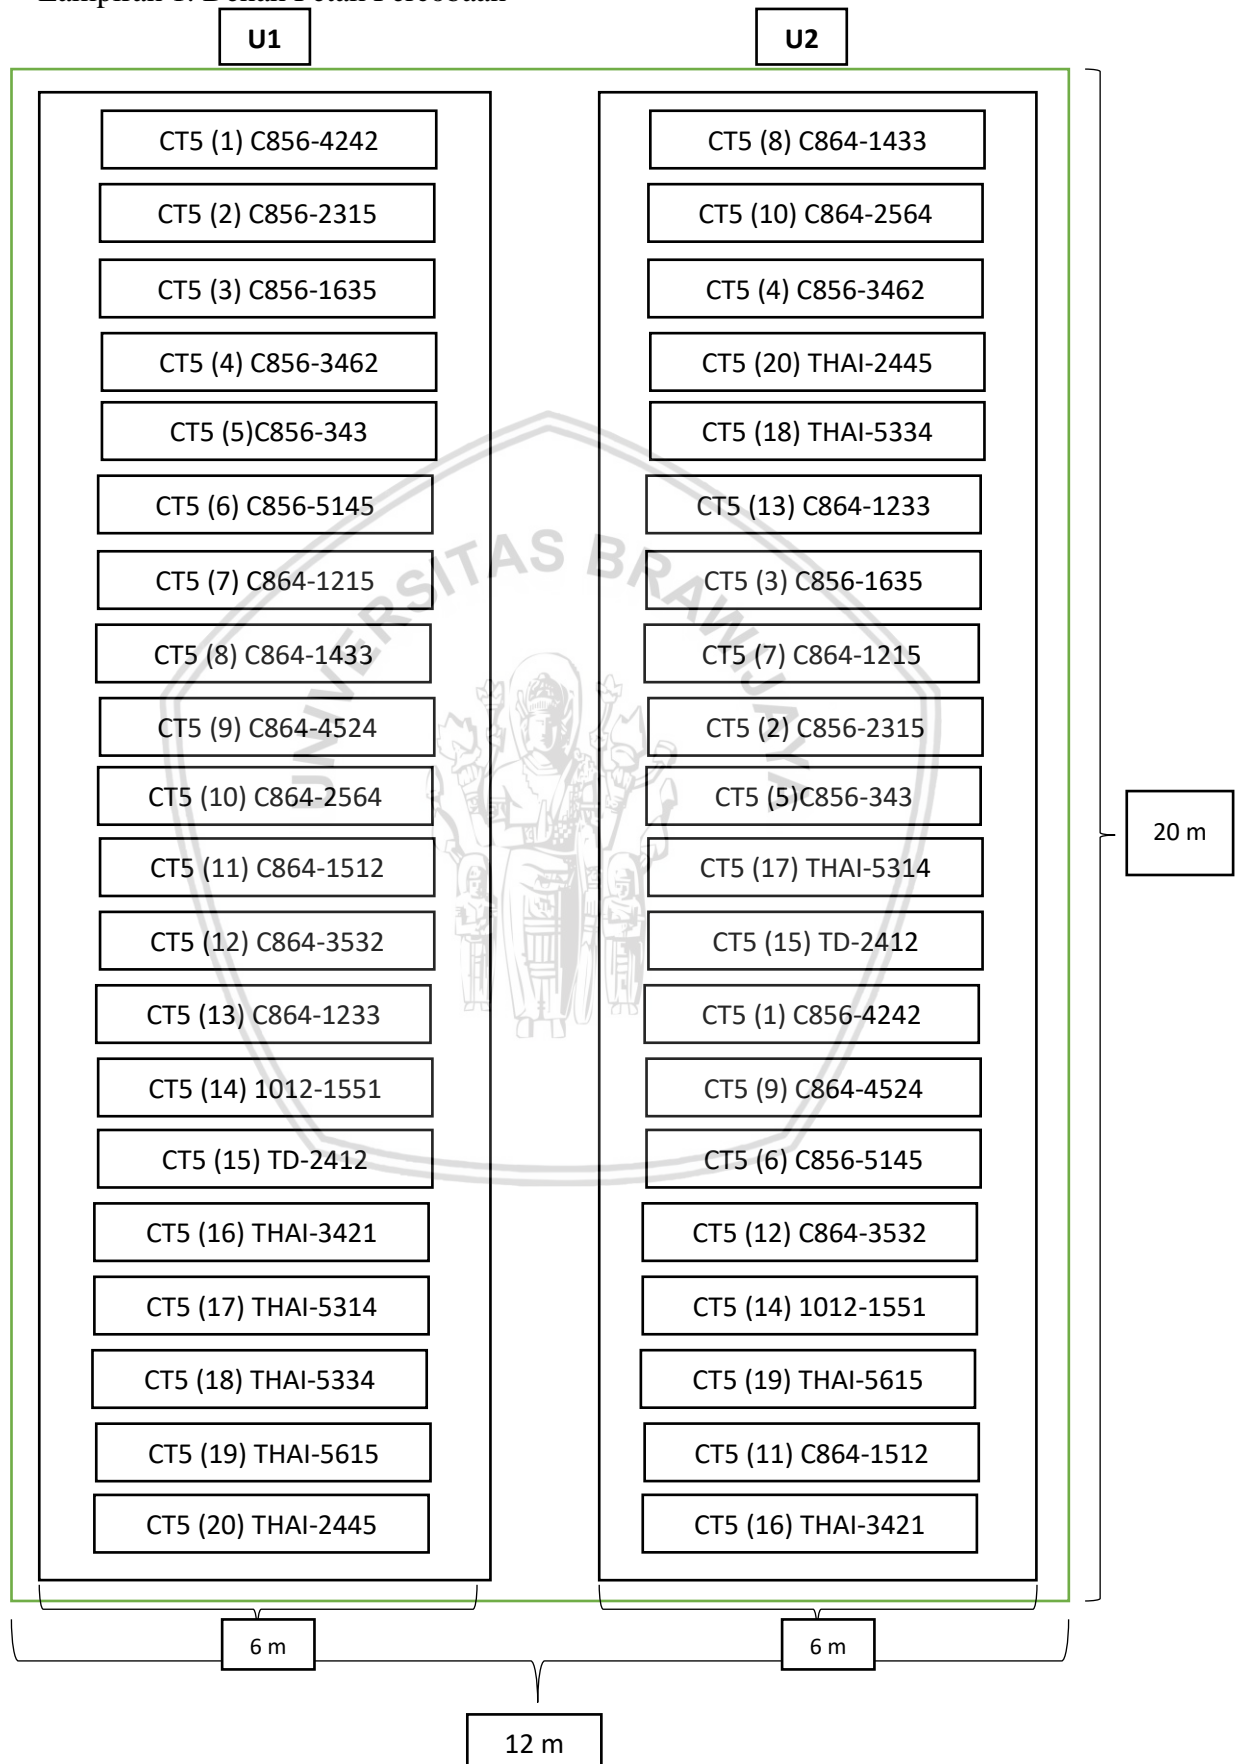 U1
U2
CT5 (1) C856-4242
CT5 (2) C856-2315
CT5 (3) C856-1635
CT5 (4) C856-3462
CT5 (5)C856-343
CT5 (6) C856-5145
CT5 (7) C864-1215
CT5 (8) C864-1433
CT5 (9) C864-4524
CT5 (10) C864-2564
CT5 (11) C864-1512
CT5 (12) C864-3532
CT5 (13) C864-1233
CT5 (14) 1012-1551
CT5 (15) TD-2412
CT5 (16) THAI-3421
CT5 (17) THAI-5314
CT5 (18) THAI-5334
CT5 (19) THAI-5615
CT5 (20) THAI-2445
CT5 (8) C864-1433
CT5 (10) C864-2564
CT5 (4) C856-3462
CT5 (20) THAI-2445
CT5 (18) THAI-5334
CT5 (13) C864-1233
CT5 (3) C856-1635
CT5 (7) C864-1215
CT5 (2) C856-2315
CT5 (5)C856-343
CT5 (17) THAI-5314
CT5 (15) TD-2412
CT5 (1) C856-4242
CT5 (9) C864-4524
CT5 (6) C856-5145
CT5 (12) C864-3532
CT5 (14) 1012-1551
CT5 (19) THAI-5615
CT5 (11) C864-1512
CT5 (16) THAI-3421
20 m
6 m
6 m
12 m
UNIVERSITAS BRAWIJAYA